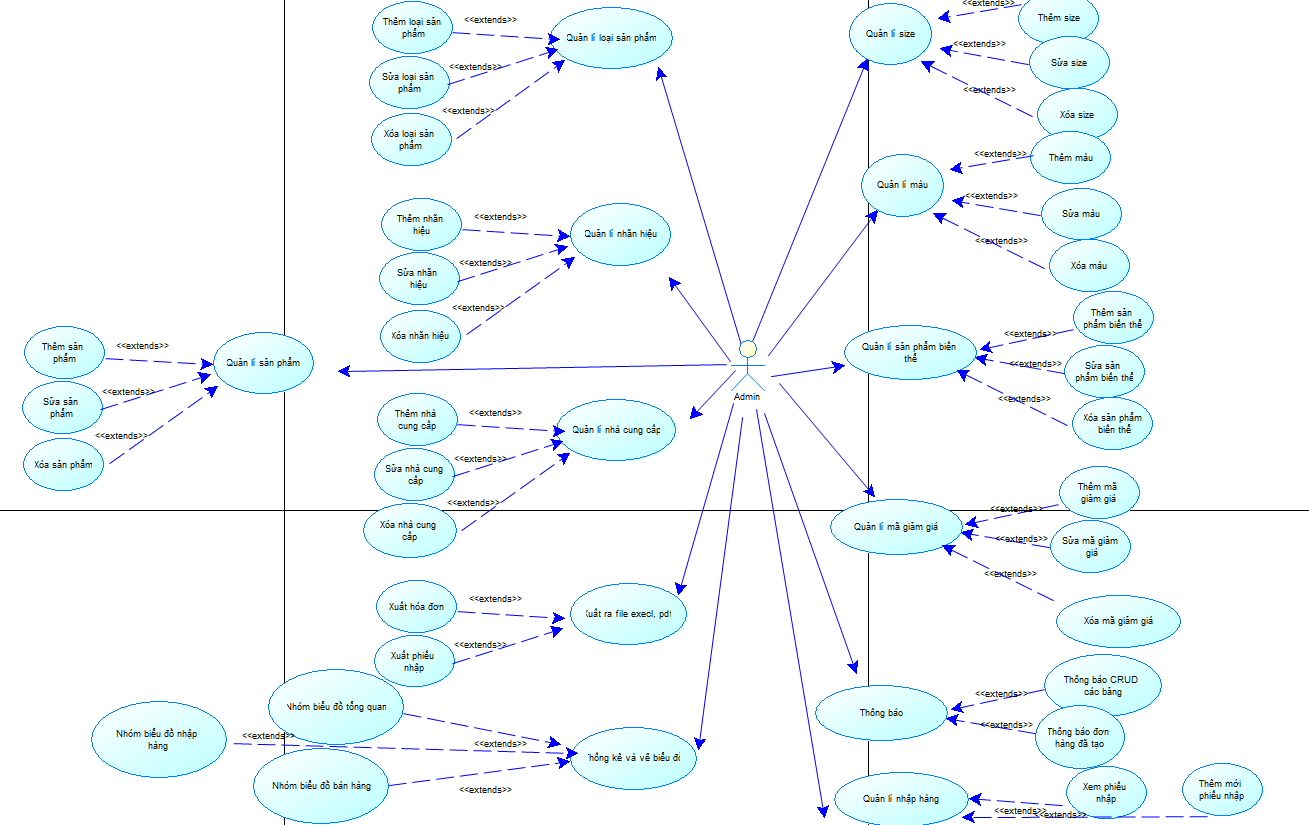 Thêm loại sản
phẩm
<<extends>>
Quản lí loại sản phẩm
Sửa loại sản
phẩm
<<extends>>
Xóa loại sản
phẩm
<<extends>>
Thêm nhãn
hiệu
<<extends>>
Quản lí nhãn hiệu
Sửa nhãn
hiệu
<<extends>>
Xóa nhãn hiệu
<<extends>>
Thêm sản
phẩm
<<extends>>
Quản lí sản phẩm
Sửa sản
phẩm
<<extends>>
Xóa sản phẩm
<<extends>>
Thêm nhà
cung cấp
<<extends>>
Quản lí nhà cung cấp
Sửa nhà cung
cấp
<<extends>>
Xóa nhà cung
cấp
<<extends>>
Xuất hóa đơn
<<extends>>
Xuất ra file execl, pdf
Xuất phiếu
nhập
<<extends>>
Nhóm biểu đồ tổng quan
Nhóm biểu đồ nhập
hàng
<<extends>>
<<extends>>
Thống kê và vẽ biểu đồ
Nhóm biểu đồ bán hàng
<<extends>>
Admin
Quản lí size
<<extends>>
Thêm size
<<extends>>
Sửa size
<<extends>>
Xóa size
Quản lí màu
<<extends>>
Thêm màu
<<extends>>
Sửa màu
<<extends>>
Xóa màu
Quản lí sản phẩm biến
thể
<<extends>>
Thêm sản
phẩm biến thể
<<extends>>
Sửa sản
phẩm biến thể
<<extends>>
Xóa sản phẩm
biến thể
Quản lí mã giảm giá
<<extends>>
Thêm mã
giảm giá
<<extends>>
Sửa mã giảm
giá
<<extends>>
Xóa mã giảm giá
Thông báo
<<extends>>
Thông báo CRUD
các bảng
<<extends>>
Thông báo đơn
hàng đã tạo
Quản lí nhập hàng
<<extends>>
Xem phiếu
nhập
<<extends>>
Thêm mới
phiếu nhập